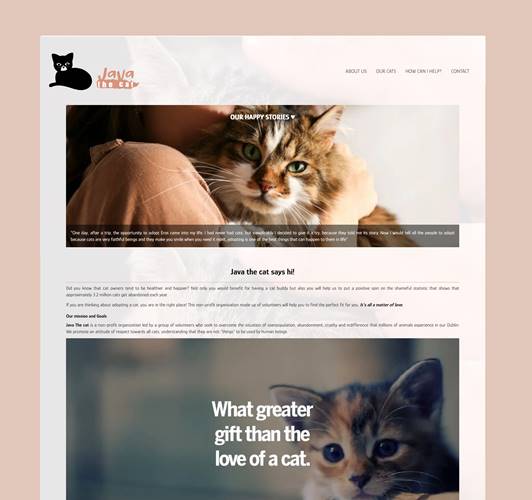 Java
the cat
ABOUT US OUR CATS HOW CAN I HELP? CONTACT
OUR HAPPY STORIES ♥
"One day, after a trip, the opportunity to adopt Eros came into my life. I had never had cats, but inexplicably I decided to give it a try, because they told me its story. Now I would tell all the people to adopt
because cats are very faithful beings and they make you smile when you need it most, adopting is one of the best things that can happen to them in life"
Java the cat says hi!
Did you know that cat owners tend to be healthier and happier? Not only you would benefit for having a cat buddy but also you will help us to put a positive spin on the shameful statistic that shows that
approximately 3.2 million cats get abandoned each year.
If you are thinking about adopting a cat, you are in the right place! This non-profit organisation made up of volunteers will help you to find the perfect fit for you. It's all a matter of love.
Our mission and Goals
Java The cat is a non-profit organization led by a group of volunteers who seek to overcome the situation of overpopulation, abandonment, cruelty and indifference that millions of animals experience in our Dublin.
We promote an attitude of respect towards all cats, understanding that they are not "things" to be used by human beings.
What greater
gift than the
love of a cat.